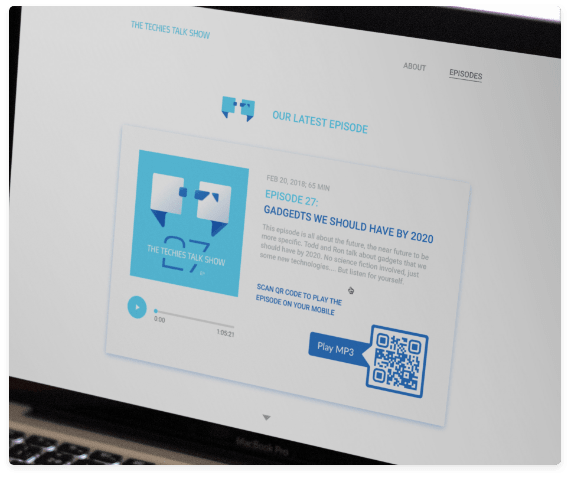 THE TECHIES TALK SHOW
ABOUT
EPISODES
OUR LATEST EPISODE
FEB 20, 2018; 65 MIN
EPISODE 27:
GADGEDTS WE SHOULD HAVE BY 2020
This episode is all about the future, the near future to be
more specific. Todd and Ron talk about gadgets that we
should have by 2020. No science fiction involved, just
some new technologies.... But listen for yourself.
27
THE TECHIES TALK SHOW
SCAN QR CODE TO PLAY THE
EPISODE ON YOUR MOBILE
0:00
1:05:21
Play MP3
MacBook Pro